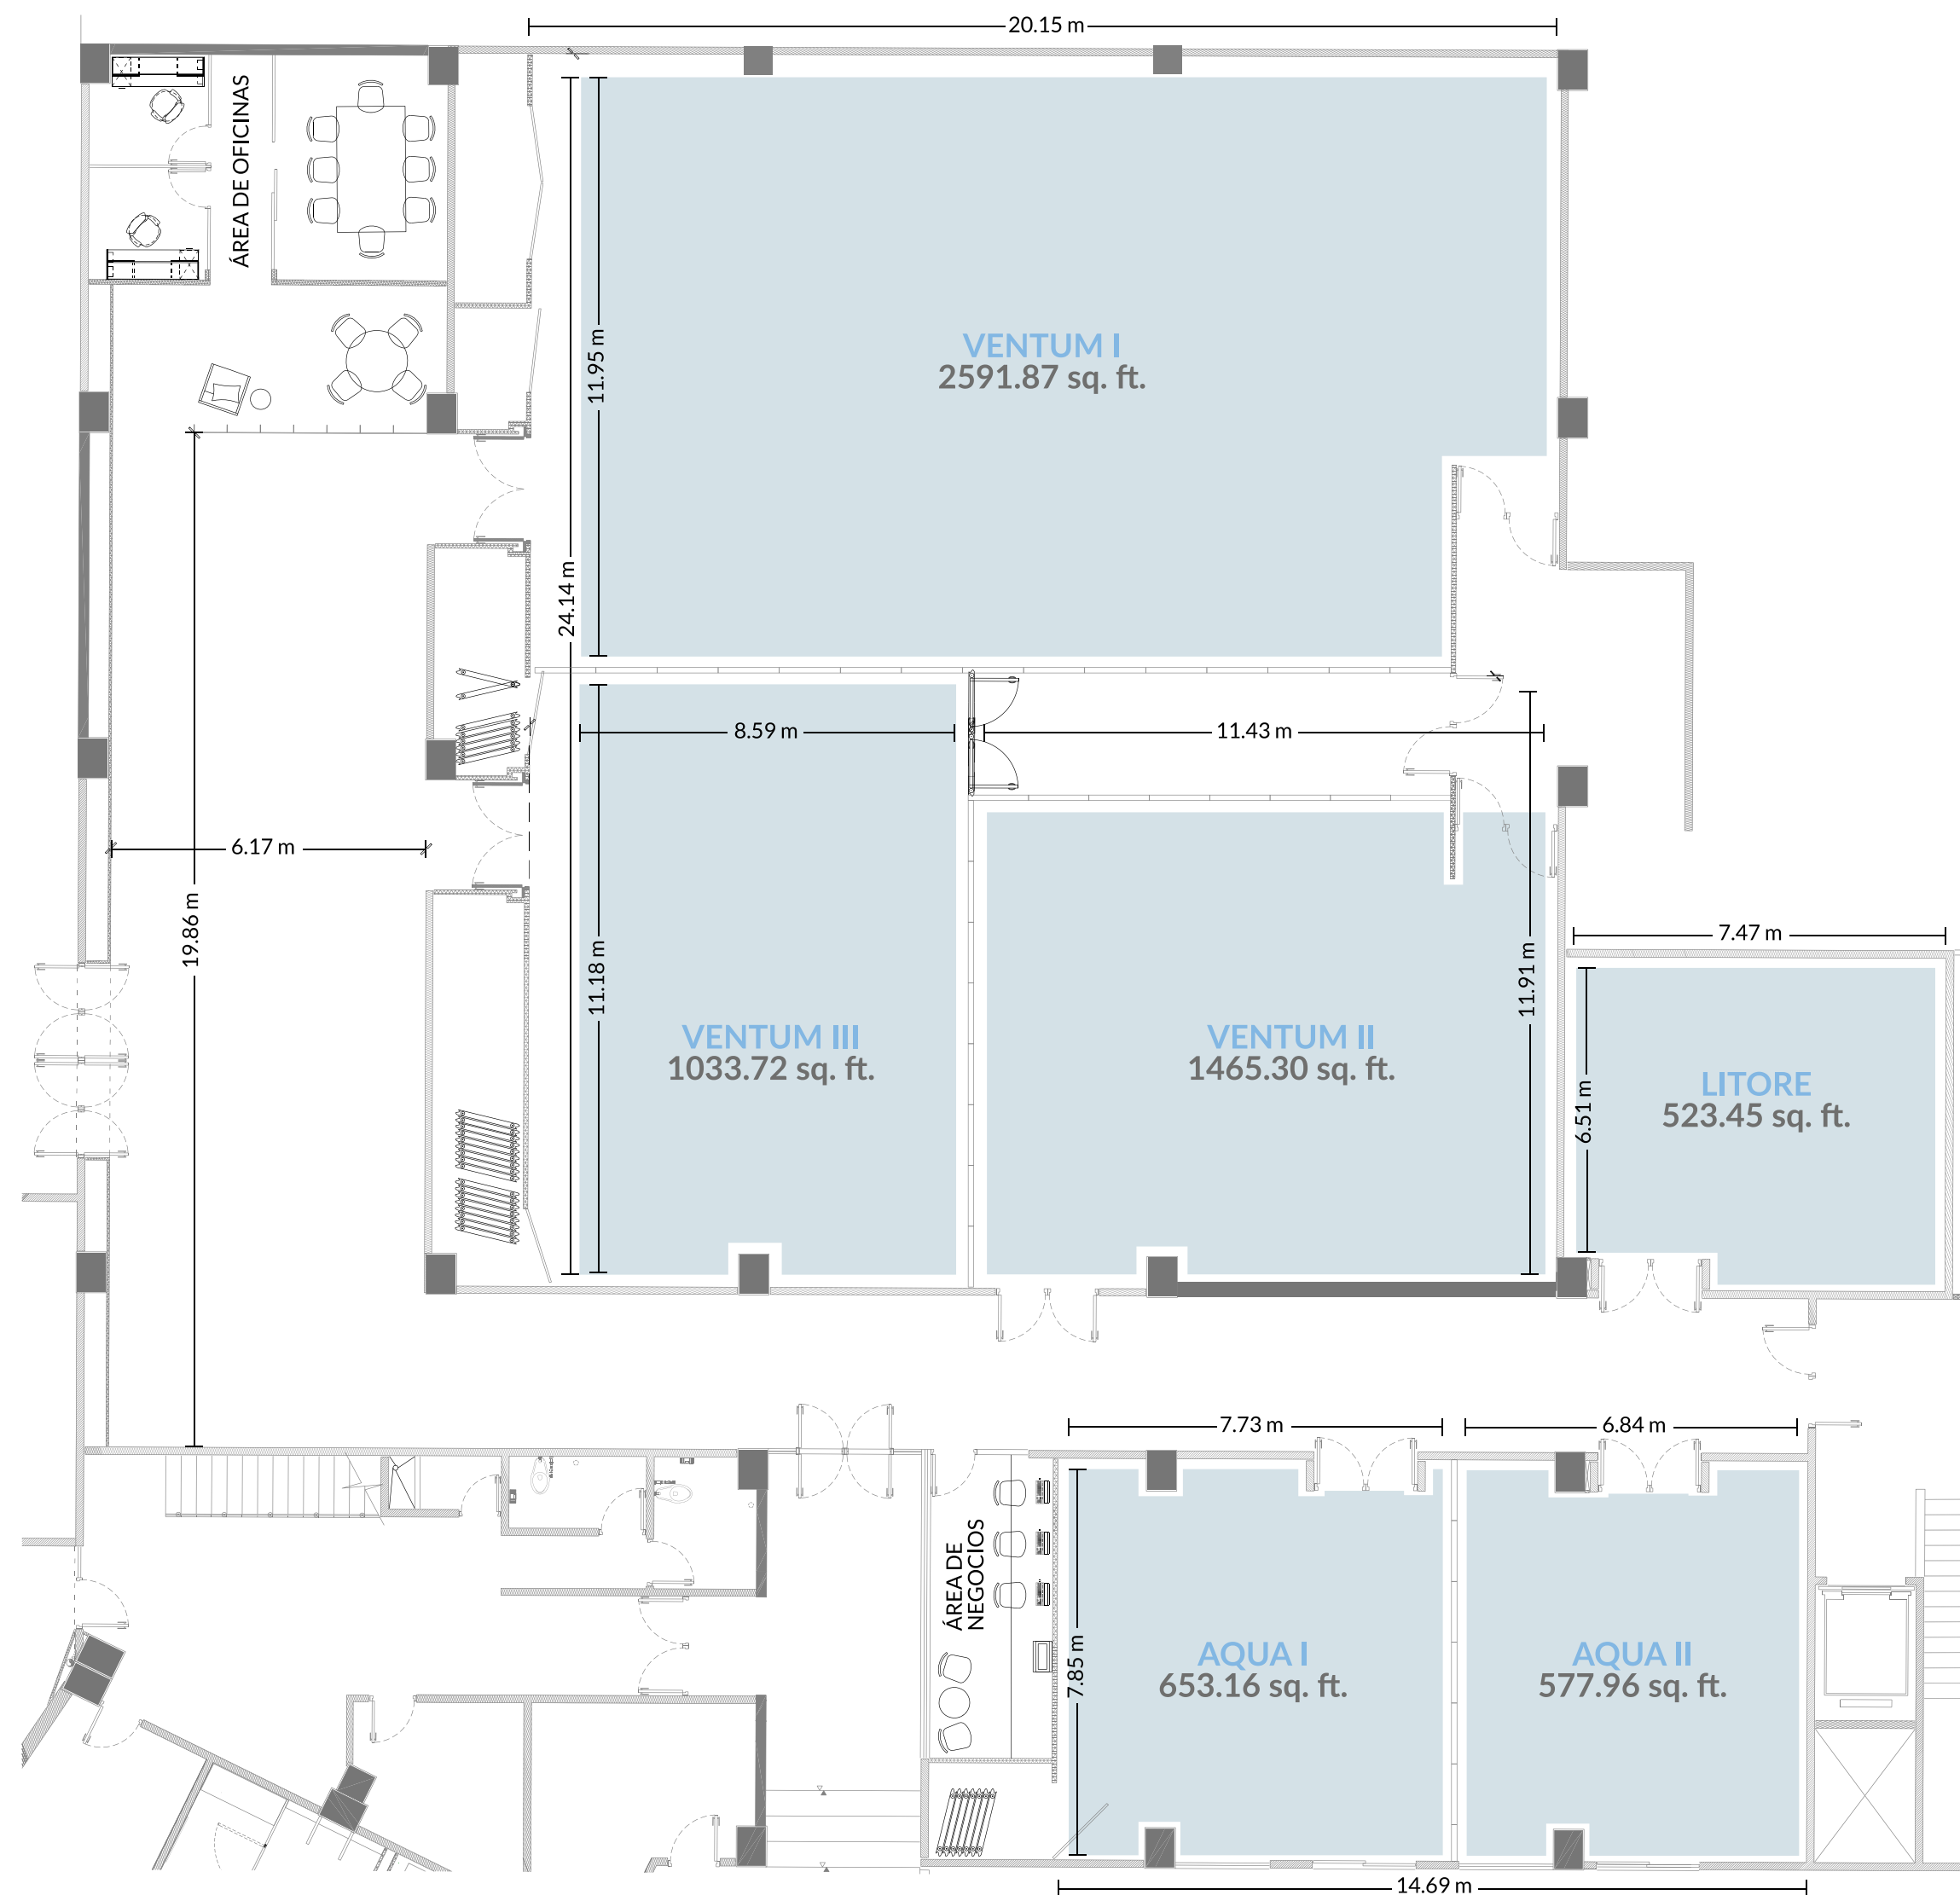 20.15 m
ÁREA DE OFICINAS
11.95 m
VENTUM I
2591.87 sq. ft.
24.14 m
8.59 m
11.43 m
6.17 m
19.86 m
11.18 m
11.91 m
7.47 m
VENTUM III
1033.72 sq. ft.
VENTUM II
1465.30 sq. ft.
6.51 m
LITORE
523.45 sq. ft.
7.73 m
6.84 m
ÁREA DE
NEGOCIOS
7.85 m
AQUA I
653.16 sq. ft.
AQUA II
577.96 sq. ft.
14.69 m